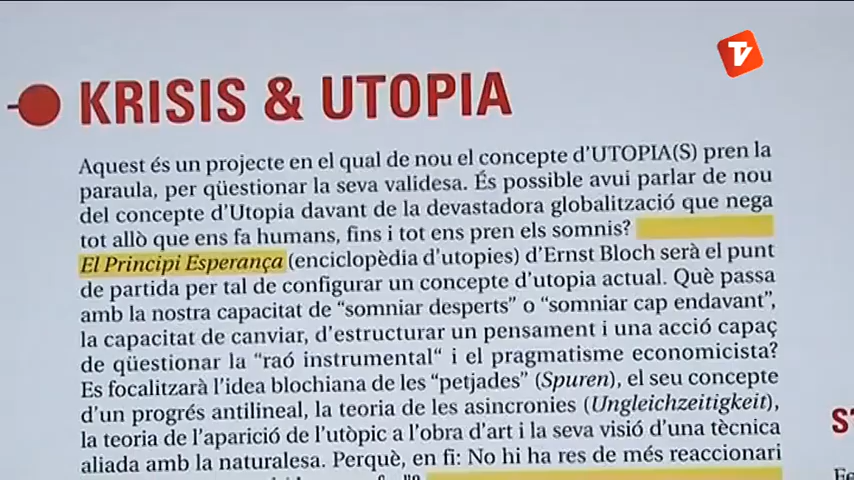 TV
KRISIS & UTOPIA
Aquest és un projecte en el qual de nou el concepte d'UTOPIA(S) pren la
paraula, per qüestionar la seva validesa. És possible avui parlar de nou
del concepte d'Utopia davant de la devastadora globalització que nega
tot allò que ens fa humans, fins i tot ens pren els somnis?
El Principi Esperança (enciclopèdia d'utopies) d'Ernst Bloch serà el punt
de partida per tal de configurar un concepte d'utopia actual. Què passa
amb la nostra capacitat de “somniar desperts” o “somniar cap endavant”,
la capacitat de canviar, d'estructurar un pensament i una acció capaç
de qüestionar la “raó instrumental“ i el pragmatisme economicista?
Es focalitzarà l'idea blochiana de les “petjades” (Spuren), el seu concepte
d'un progrés antilineal, la teoria de les asincronies (Ungleichzeitigkeit),
la teoria de l'aparició de l'utòpic a l'obra d'art i la seva visió d'una tècnica
aliada amb la naturalesa. Perquè, en fi: No hi ha res de més reaccionari